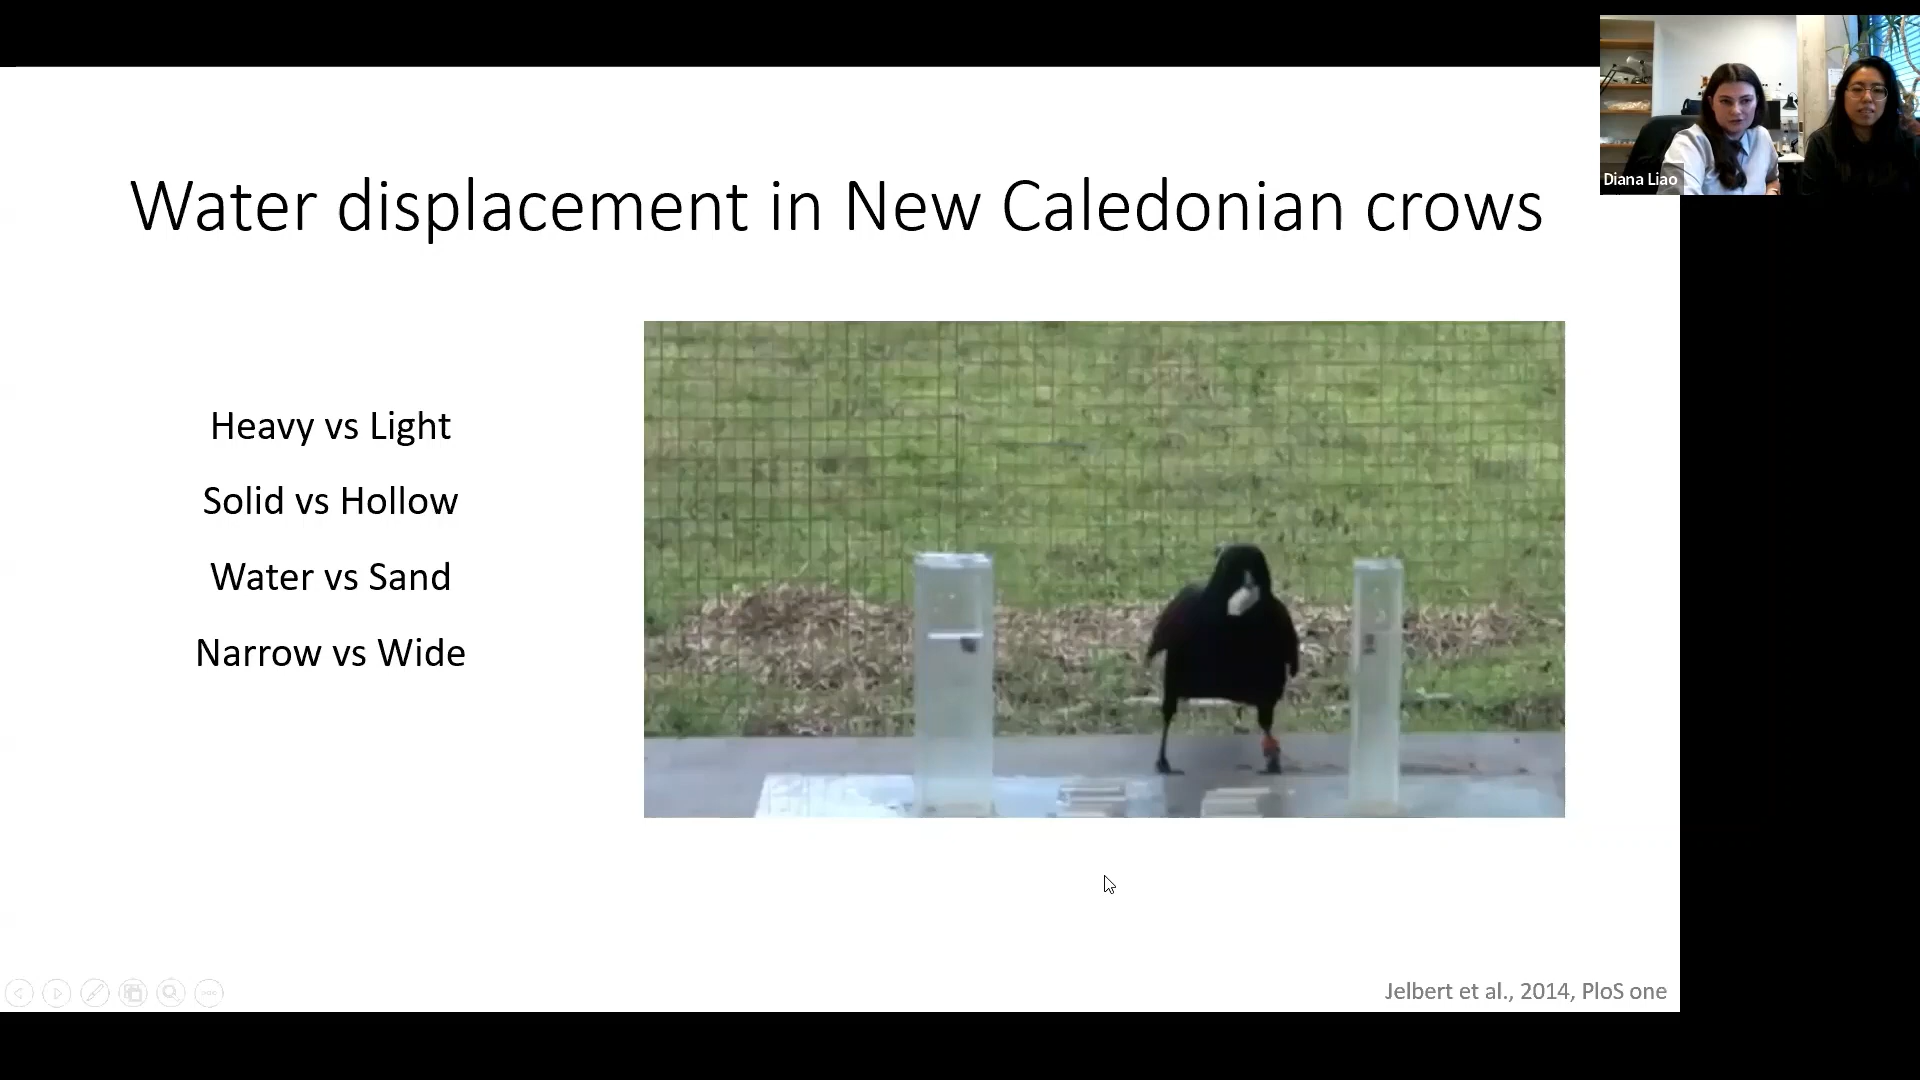 Diana Liao
Water displacement in New Caledonian crows
Heavy vs Light
Solid vs Hollow
Water vs Sand
Narrow vs Wide
Jelbert et al., 2014, PloS one